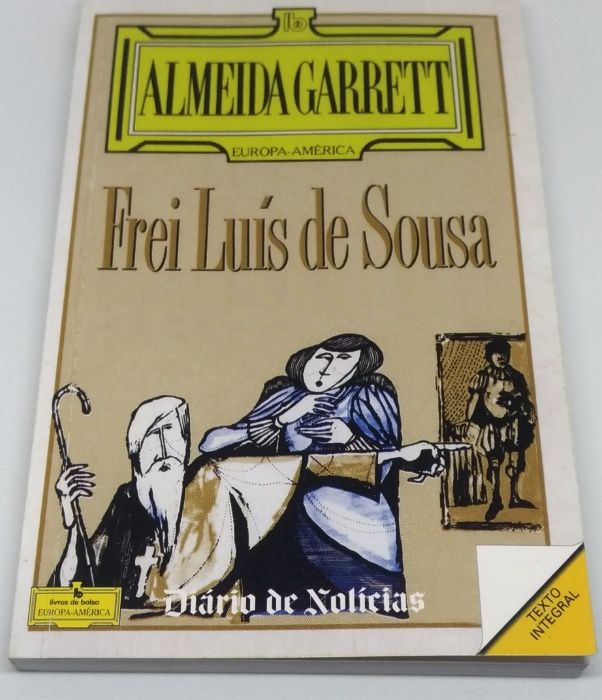 ALMEIDA GARRETT
EUROPA-AMÉRICA
Frei Luís de Sousa
livros de bolso
EUROPA-AMÉRICA
Diário de Notícias
TEXTO
INTEGRAL